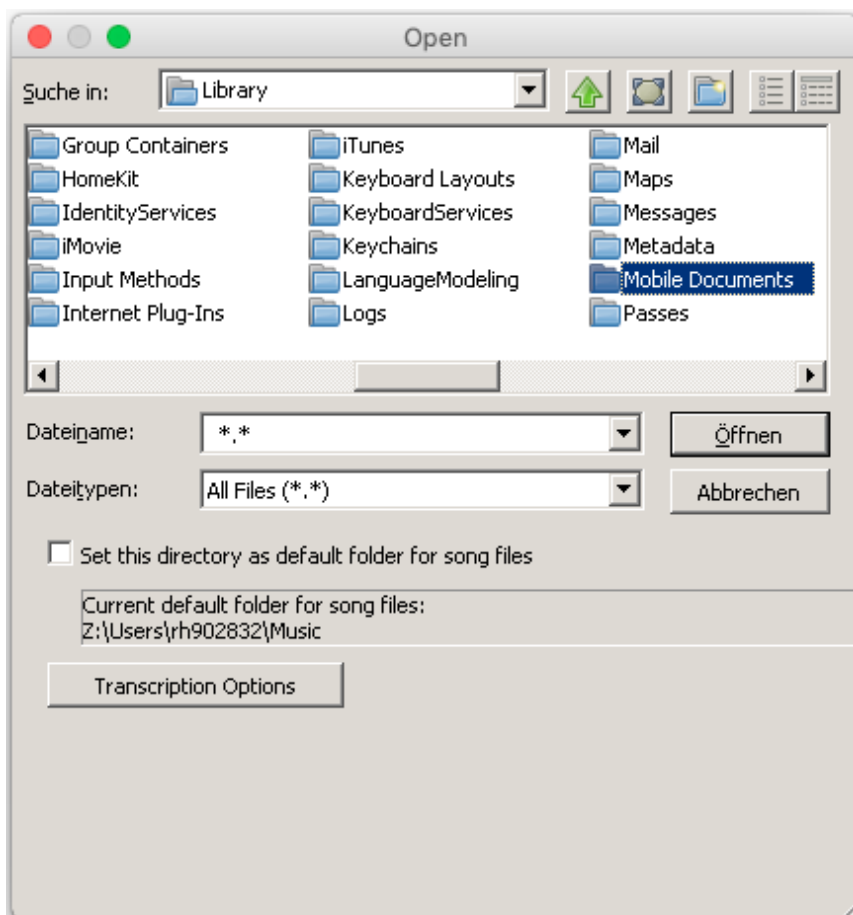 Open
Suche in: Library
Group Containers iTunes Mail
HomeKit Keyboard Layouts Maps
IdentityServices KeyboardServices Messages
iMovie Keychains Metadata
Input Methods LanguageModeling Mobile Documents
Internet Plug-Ins Logs Passes
Dateiname: *.* Öffnen
Dateitypen: All Files (*.*) Abbrechen
Set this directory as default folder for song files
Current default folder for song files:
Z:\Users\rh902832\Music
Transcription Options